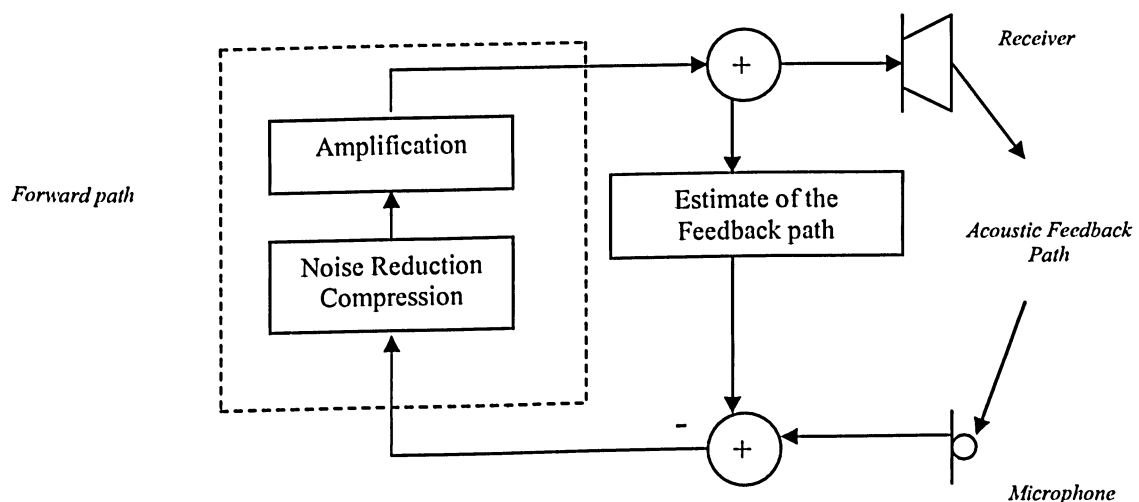 Receiver
+
Amplification
Forward path
Estimate of the
Feedback path
Acoustic Feedback
Path
Noise Reduction
Compression
-
+
Microphone